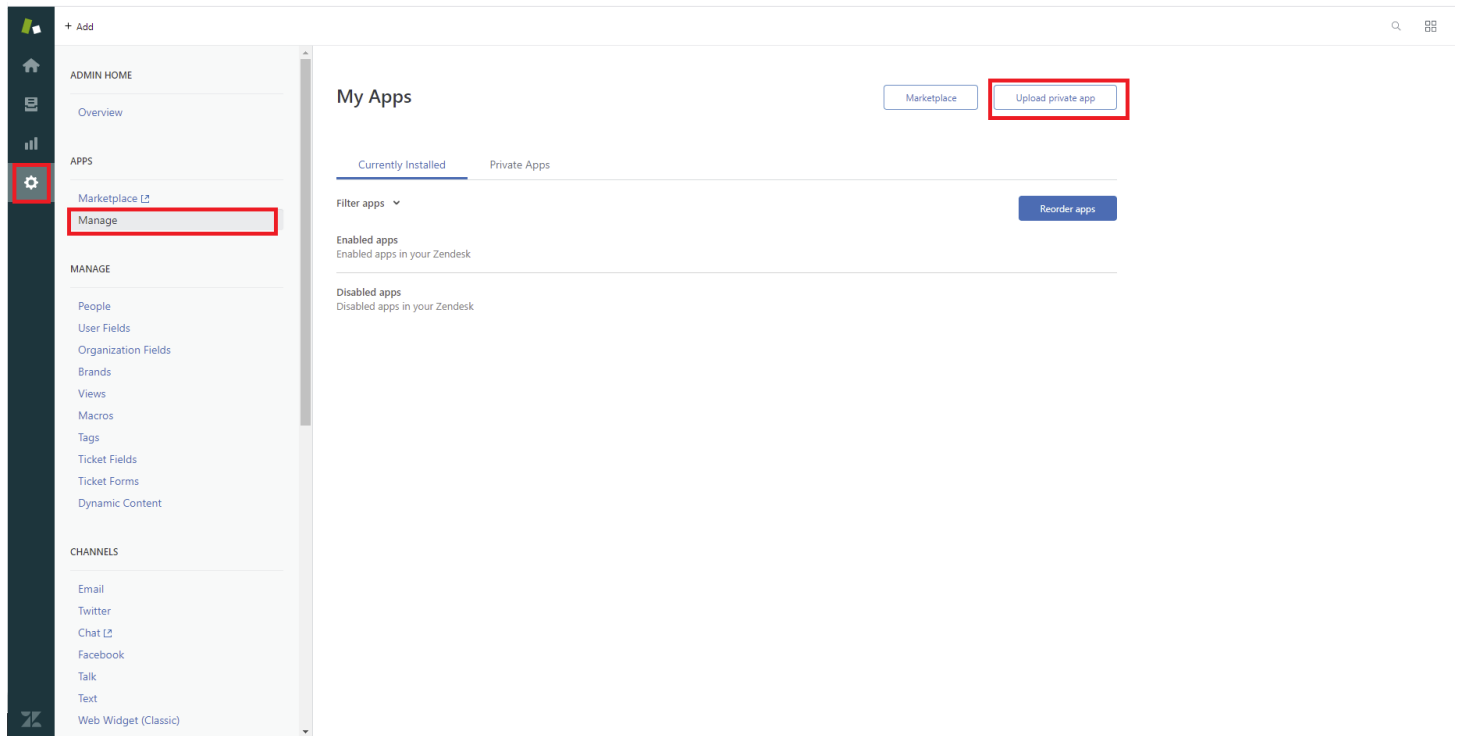 + Add
ADMIN HOME
Overview
APPS
Marketplace
Manage
MANAGE
People
User Fields
Organization Fields
Brands
Views
Macros
Tags
Ticket Fields
Ticket Forms
Dynamic Content
CHANNELS
Email
Twitter
Chat
Facebook
Talk
Text
Web Widget (Classic)
My Apps
Marketplace
Upload private app
Currently Installed
Private Apps
Filter apps
Reorder apps
Enabled apps
Enabled apps in your Zendesk
Disabled apps
Disabled apps in your Zendesk